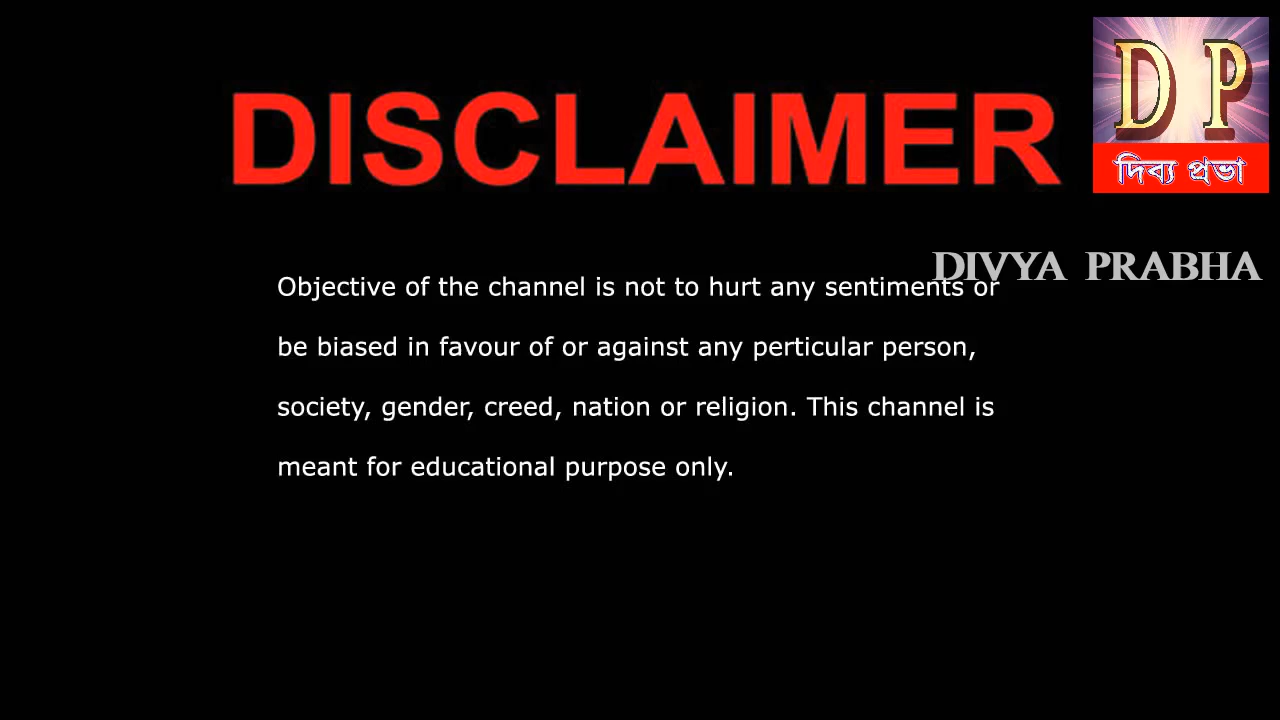 DISCLAIMER
D P
দিব্য প্রভা
DIVYA PRABHA
Objective of the channel is not to hurt any sentiments or
be biased in favour of or against any perticular person,
society, gender, creed, nation or religion. This channel is
meant for educational purpose only.